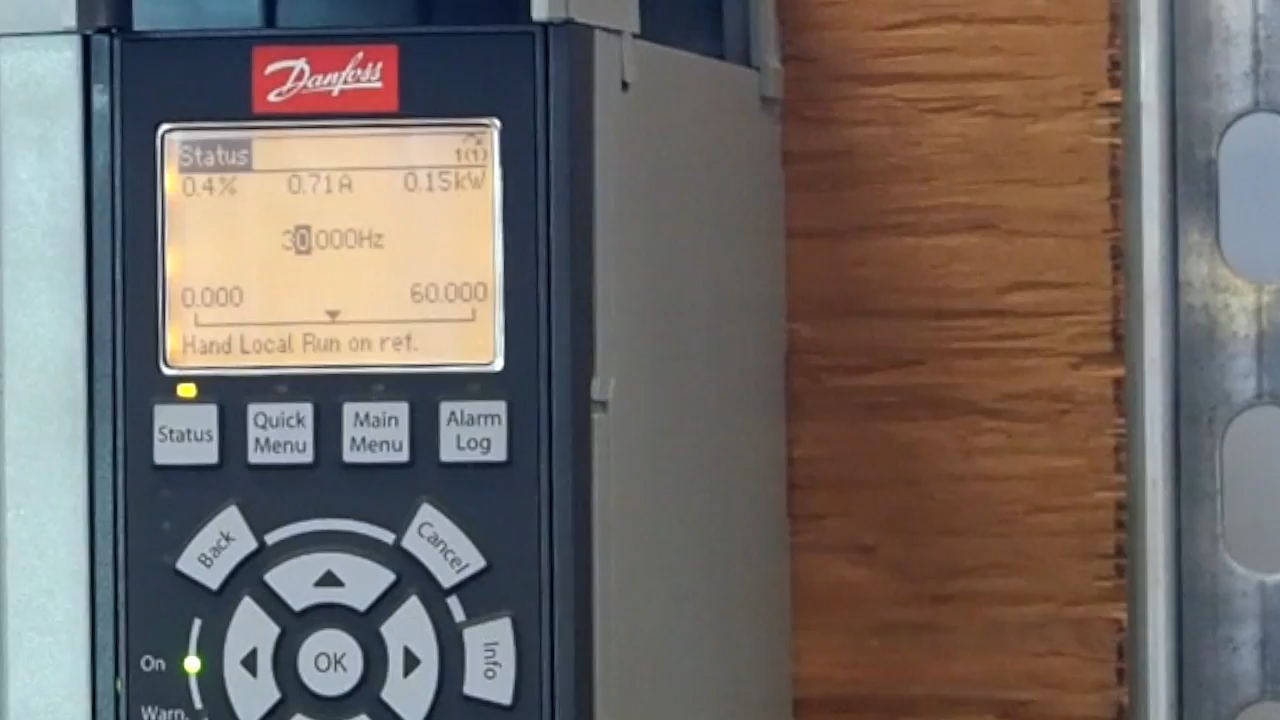 Danfoss
Status 1(1)
0.4% 0.71A 0.15kW
30.000Hz
0.000 60.000
Hand Local Run on ref.
Status Quick Menu Main Menu Alarm Log
Back Cancel
OK Info
On
Warn.